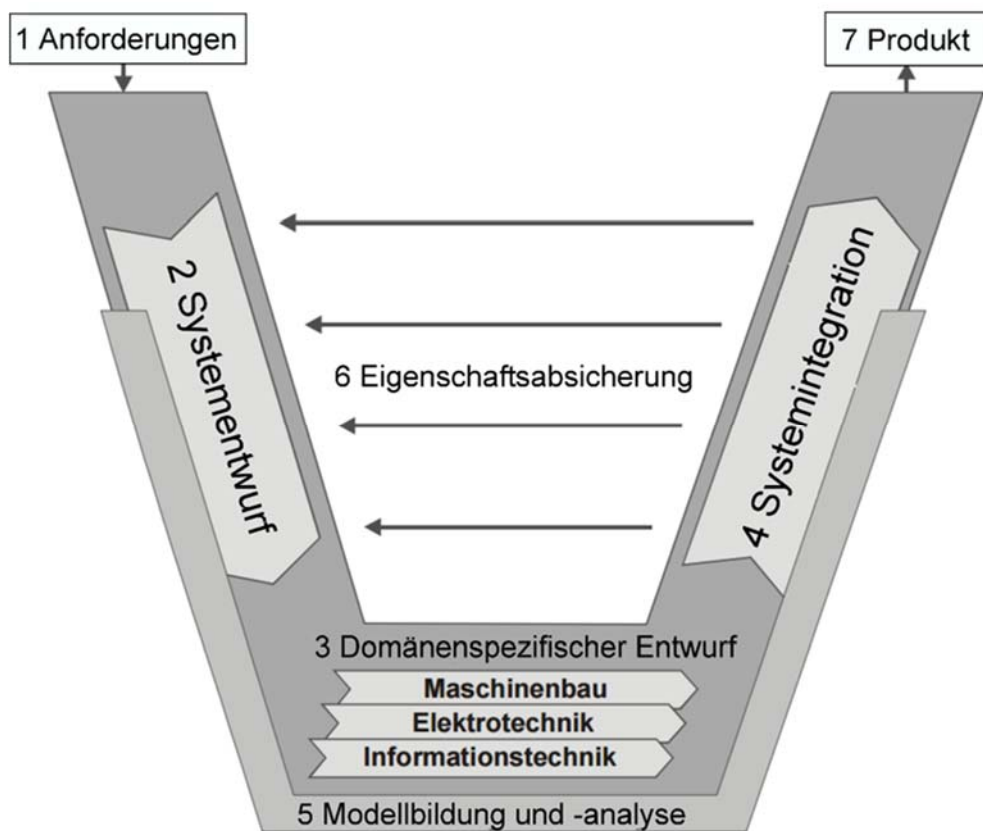 1 Anforderungen
7 Produkt
2 Systementwurf
6 Eigenschaftsabsicherung
4 Systemintegration
3 Domänenspezifischer Entwurf
Maschinenbau
Elektrotechnik
Informationstechnik
5 Modellbildung und -analyse